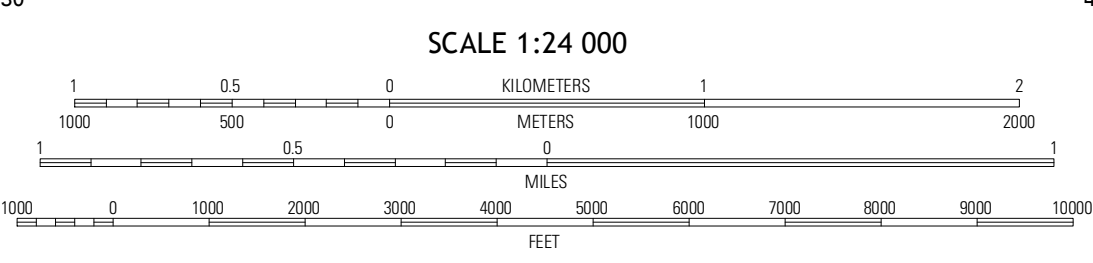 SCALE 1:24 000
1 0.5 0 KILOMETERS 1 2
1000 500 0 METERS 1000 2000
1 0.5 0 1
MILES
1000 0 1000 2000 3000 4000 5000 6000 7000 8000 9000 10000
FEET